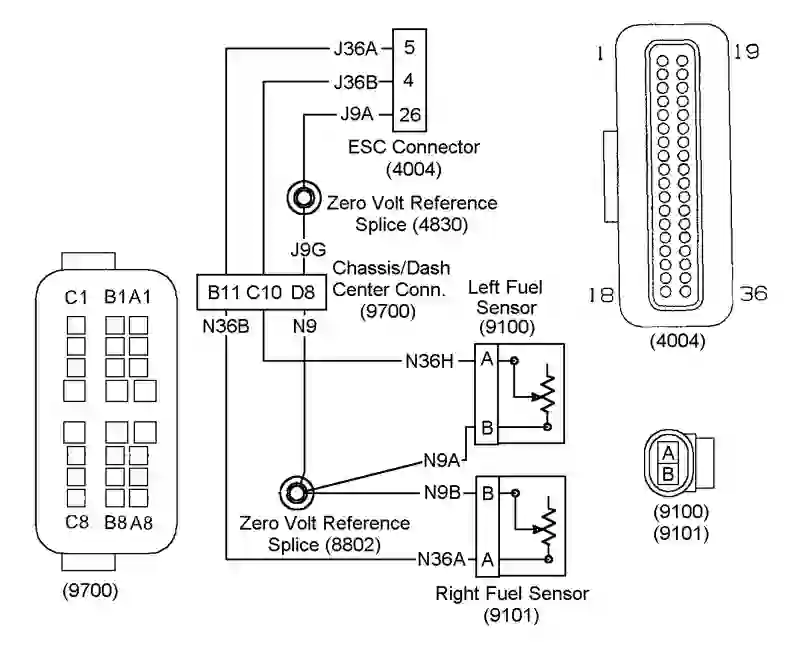 J36A 5
J36B 4
J9A 26
ESC Connector
(4004)
Zero Volt Reference
Splice (4830)
J9G
Chassis/Dash
Center Conn.
(9700)
B11 C10 D8
N36B N9
Left Fuel
Sensor
(9100)
N36H A
B
N9A
N9B B
N36A A
Zero Volt Reference
Splice (8802)
Right Fuel Sensor
(9101)
C1 B1 A1
C8 B8 A8
(9700)
1 19
18 36
(4004)
A
B
(9100)
(9101)